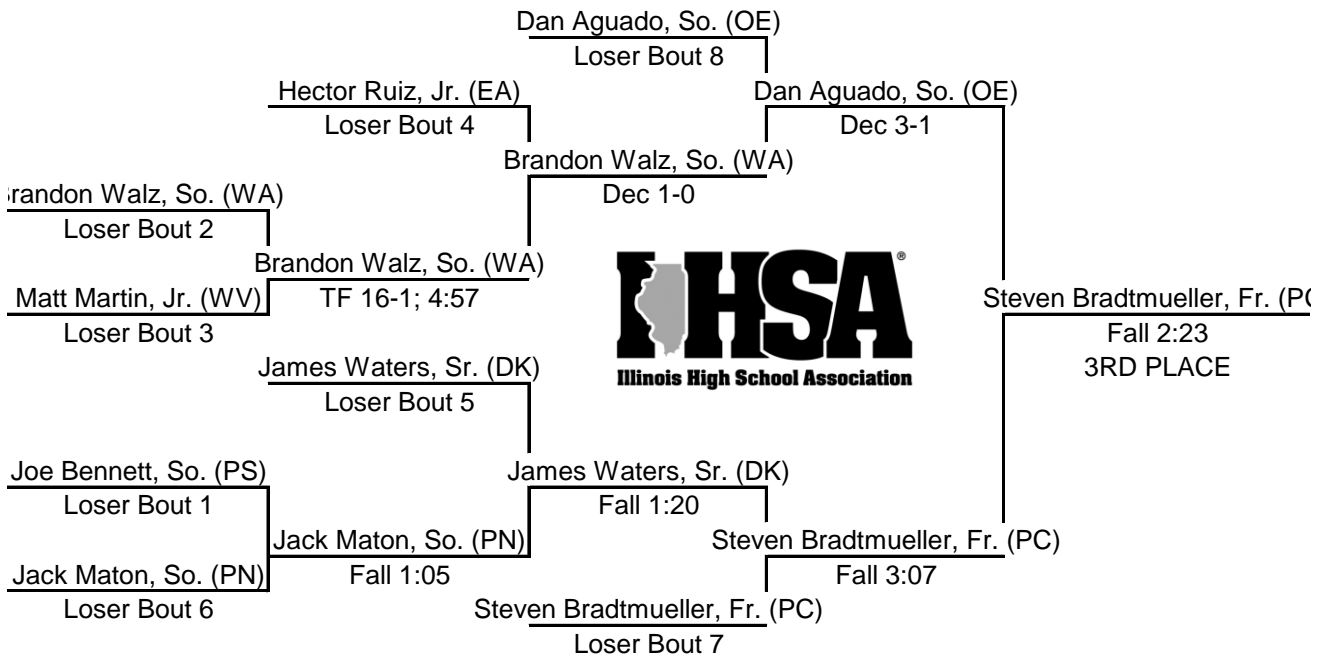 Dan Aguado, So. (OE)
Loser Bout 8
Hector Ruiz, Jr. (EA)
Dan Aguado, So. (OE)
Loser Bout 4
Dec 3-1
Brandon Walz, So. (WA)
randon Walz, So. (WA)
Dec 1-0
Loser Bout 2
Brandon Walz, So. (WA)
IHSA®
Matt Martin, Jr. (WV)
TF 16-1; 4:57
Steven Bradtmueller, Fr. (PC
Loser Bout 3
Fall 2:23
James Waters, Sr. (DK)
3RD PLACE
Illinois High School Association
Loser Bout 5
Joe Bennett, So. (PS)
James Waters, Sr. (DK)
Loser Bout 1
Fall 1:20
Jack Maton, So. (PN)
Steven Bradtmueller, Fr. (PC)
Jack Maton, So. (PN)
Fall 1:05
Fall 3:07
Loser Bout 6
Steven Bradtmueller, Fr. (PC)
Loser Bout 7